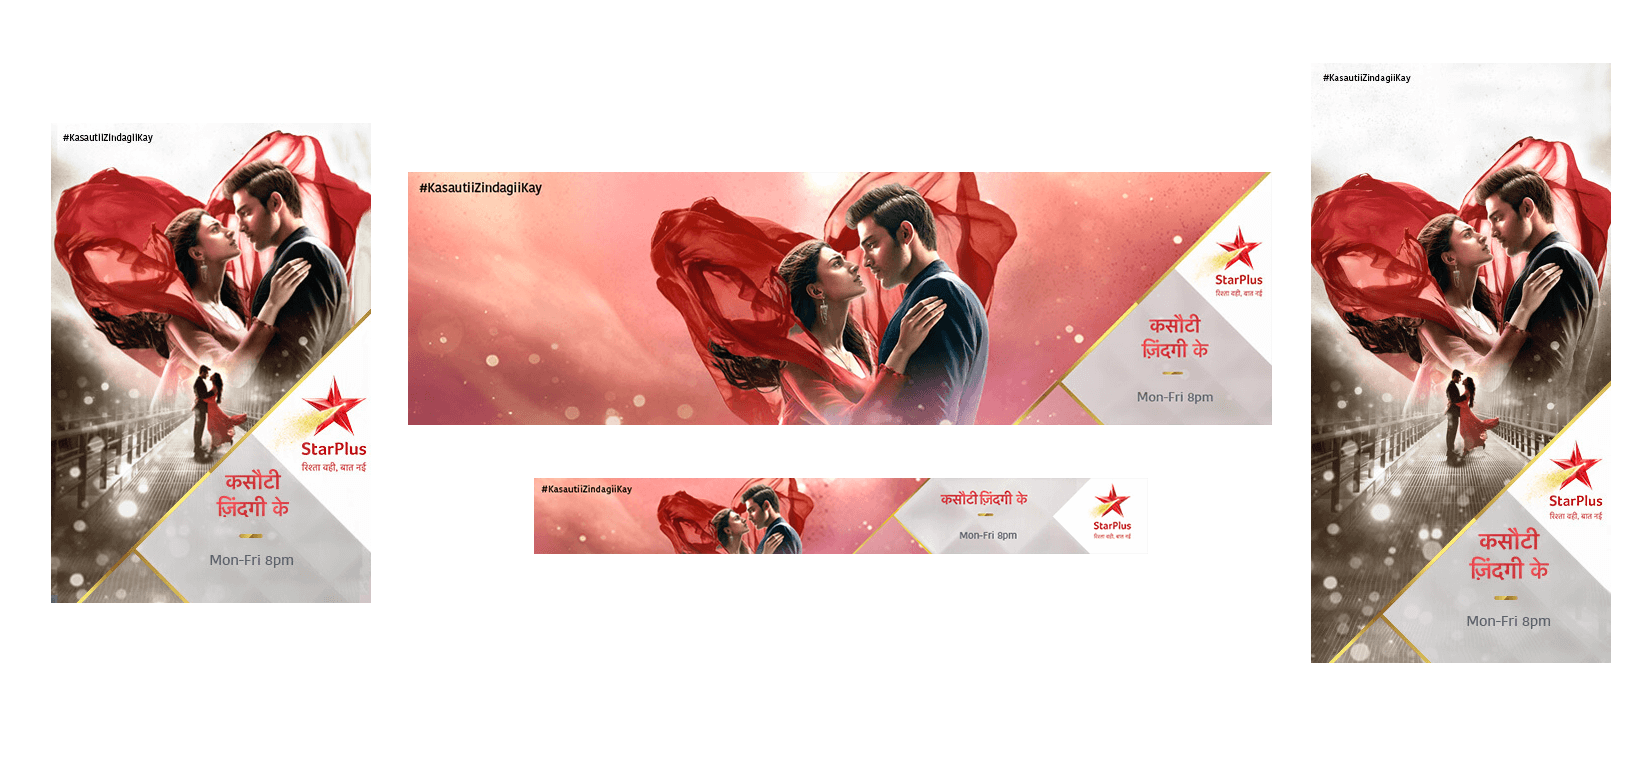 #KasautiiZindagiiKay
StarPlus
रिश्ता वही, बात नई
कसौटी
ज़िंदगी के
Mon-Fri 8pm
#KasautiiZindagiiKay
StarPlus
रिश्ता वही, बात नई
कसौटी
ज़िंदगी के
Mon-Fri 8pm
#KasautiiZindagiiKay
कसौटी ज़िंदगी के
Mon-Fri 8pm
StarPlus
रिश्ता वही, बात नई
#KasautiiZindagiiKay
StarPlus
रिश्ता वही, बात नई
कसौटी
ज़िंदगी के
Mon-Fri 8pm